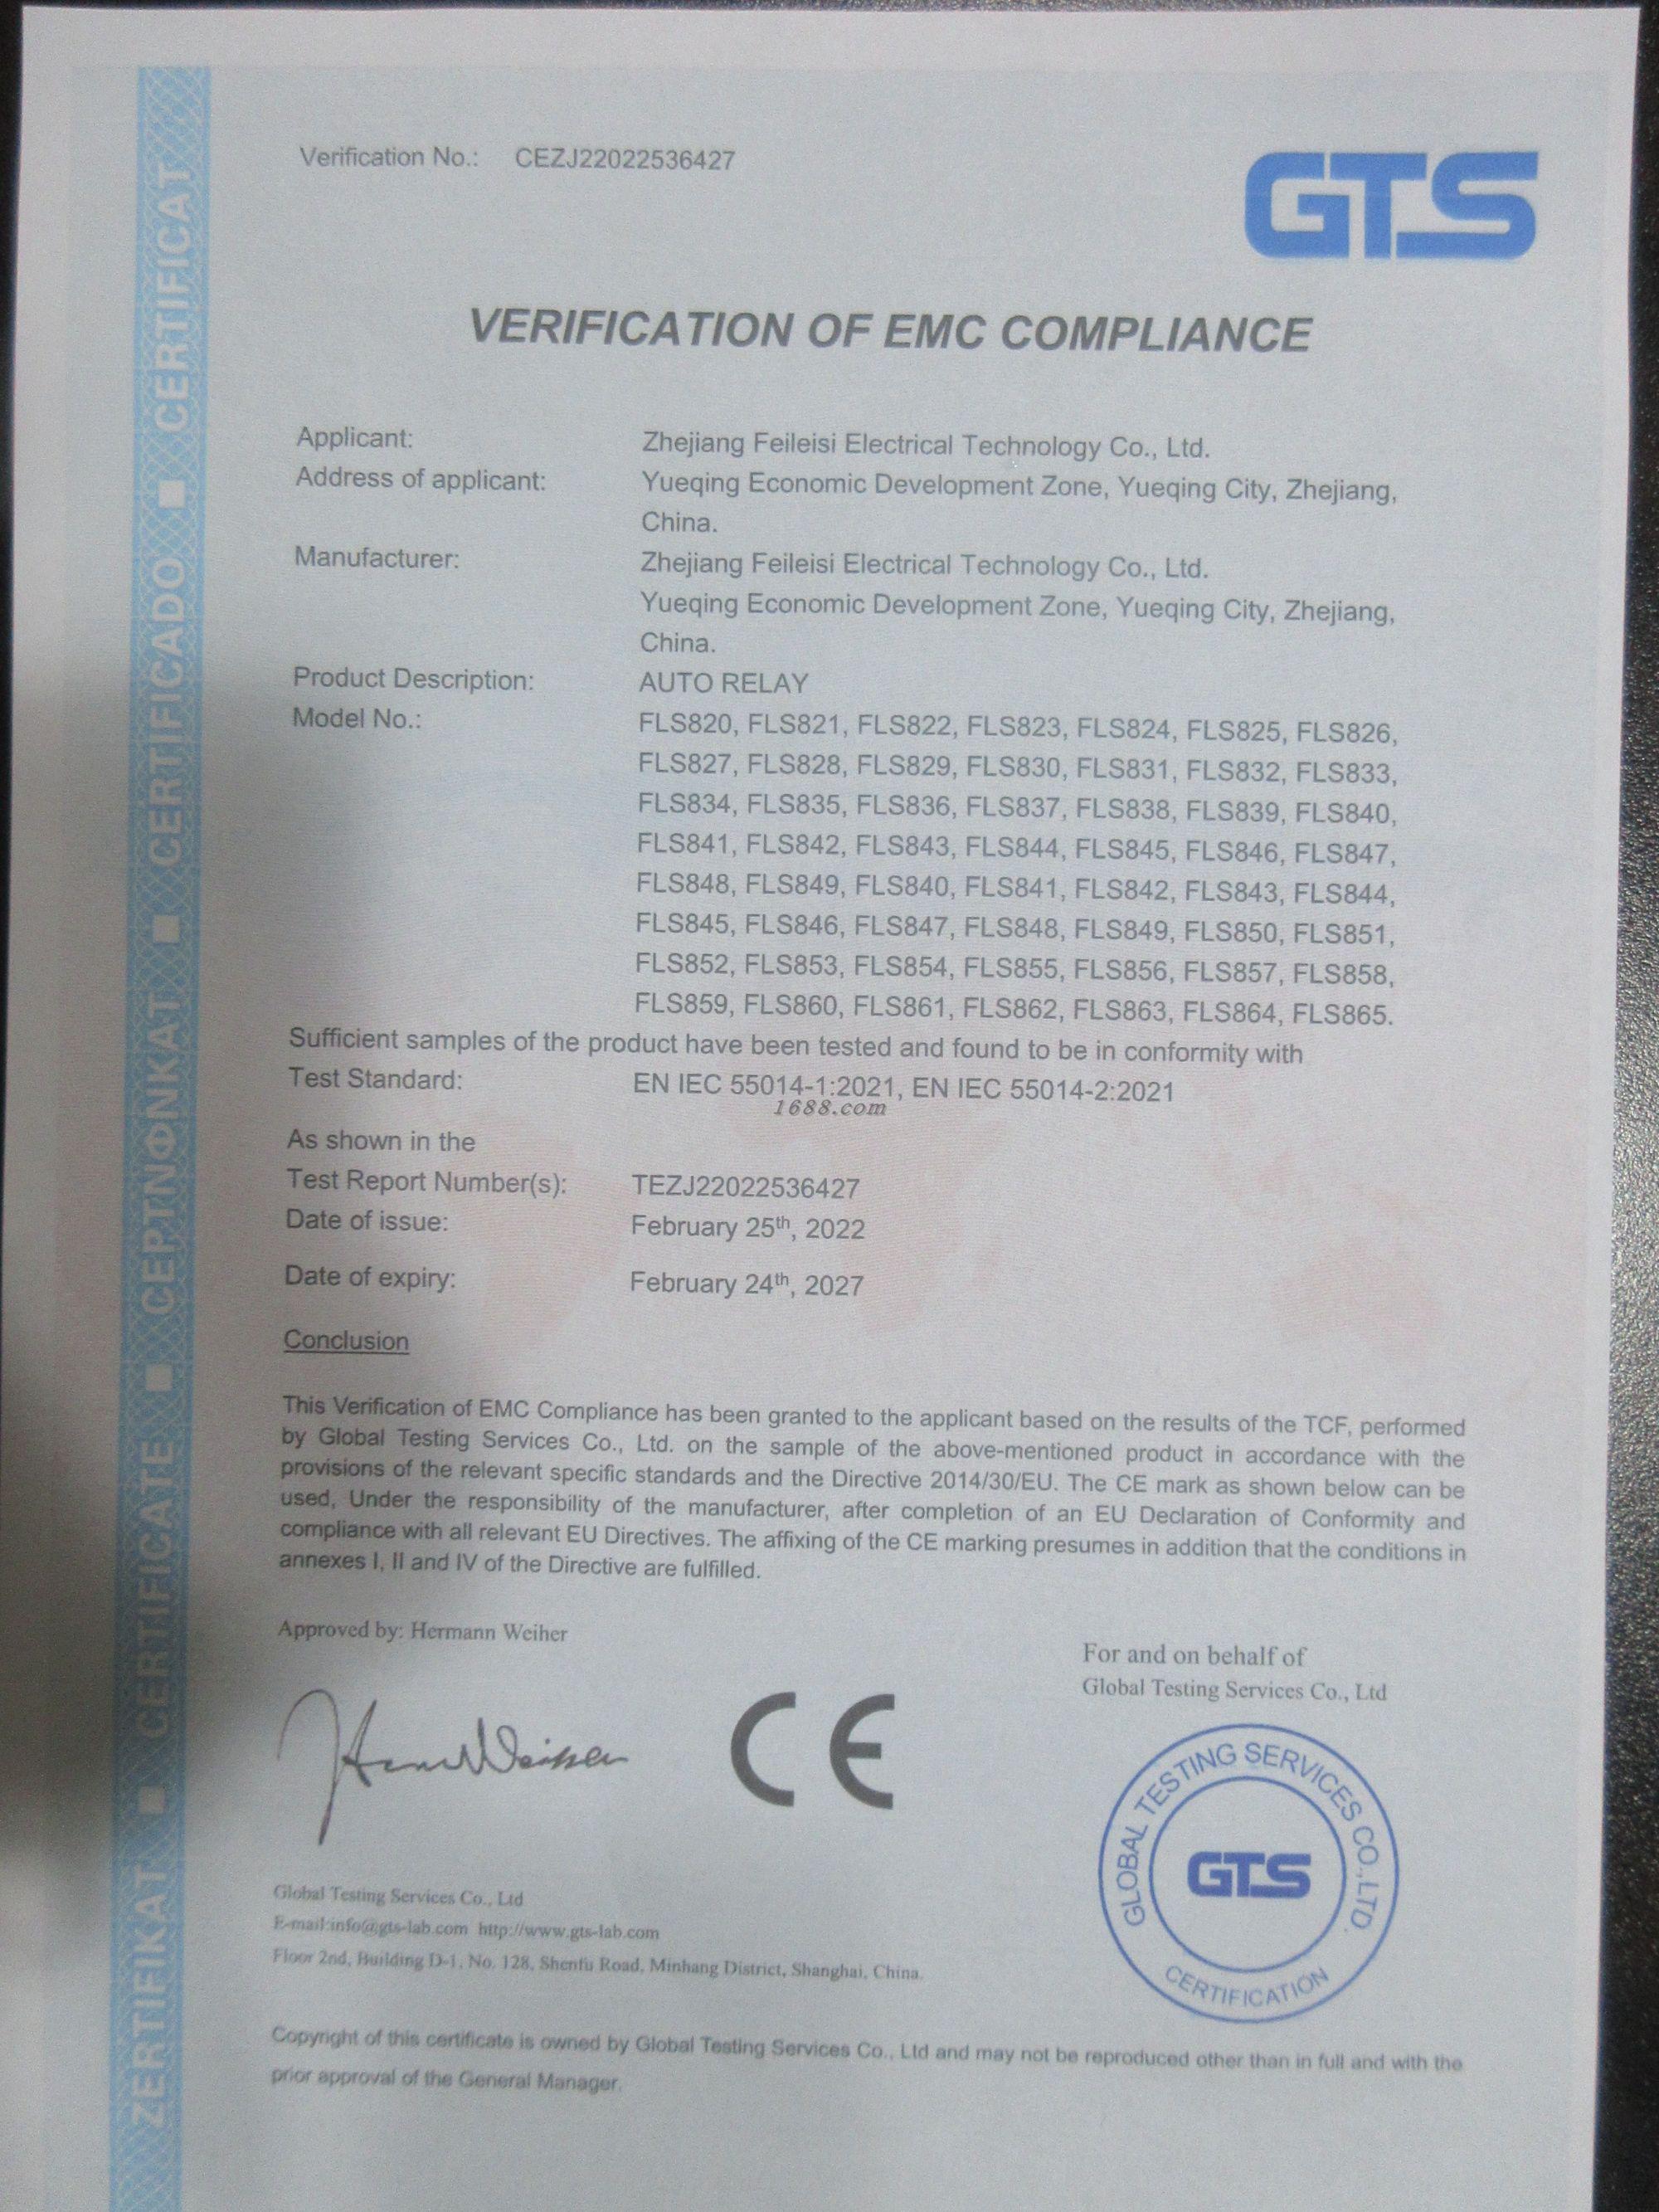 Verification No.: CEZJ22022536427
GTS
VERIFICATION OF EMC COMPLIANCE
Applicant: Zhejiang Feileisi Electrical Technology Co., Ltd.
Address of applicant: Yueqing Economic Development Zone, Yueqing City, Zhejiang,
China.
Manufacturer: Zhejiang Feileisi Electrical Technology Co., Ltd.
Yueqing Economic Development Zone, Yueqing City, Zhejiang,
China.
Product Description: AUTO RELAY
Model No.: FLS820, FLS821, FLS822, FLS823, FLS824, FLS825, FLS826,
FLS827, FLS828, FLS829, FLS830, FLS831, FLS832, FLS833,
FLS834, FLS835, FLS836, FLS837, FLS838, FLS839, FLS840,
FLS841, FLS842, FLS843, FLS844, FLS845, FLS846, FLS847,
FLS848, FLS849, FLS840, FLS841, FLS842, FLS843, FLS844,
FLS845, FLS846, FLS847, FLS848, FLS849, FLS850, FLS851,
FLS852, FLS853, FLS854, FLS855, FLS856, FLS857, FLS858,
FLS859, FLS860, FLS861, FLS862, FLS863, FLS864, FLS865.
Sufficient samples of the product have been tested and found to be in conformity with
Test Standard: EN IEC 55014-1:2021, EN IEC 55014-2:2021
1688.com
As shown in the
Test Report Number(s): TEZJ22022536427
Date of issue: February 25th, 2022
Date of expiry: February 24th, 2027
Conclusion
This Verification of EMC Compliance has been granted to the applicant based on the results of the TCF, performed
by Global Testing Services Co., Ltd. on the sample of the above-mentioned product in accordance with the
provisions of the relevant specific standards and the Directive 2014/30/EU. The CE mark as shown below can be
used, Under the responsibility of the manufacturer, after completion of an EU Declaration of Conformity and
compliance with all relevant EU Directives. The affixing of the CE marking presumes in addition that the conditions in
annexes I, II and IV of the Directive are fulfilled.
Approved by: Hermann Weiher
For and on behalf of
Global Testing Services Co., Ltd
CE
GLOBAL TESTING SERVICES CO.,LTD.
GTS
CERTIFICATION
Global Testing Services Co., Ltd
E-mail:info@gts-lab.com http://www.gts-lab.com
Floor 2nd, Building D-1, No. 128, Shenfu Road, Minhang District, Shanghai, China.
Copyright of this certificate is owned by Global Testing Services Co., Ltd and may not be reproduced other than in full and with the
prior approval of the General Manager.
ZERTIFIKAT ■ CERTIFICATE ■ CEPTNФNKAT ■ CERTIFICADO ■ CERTIFICAT